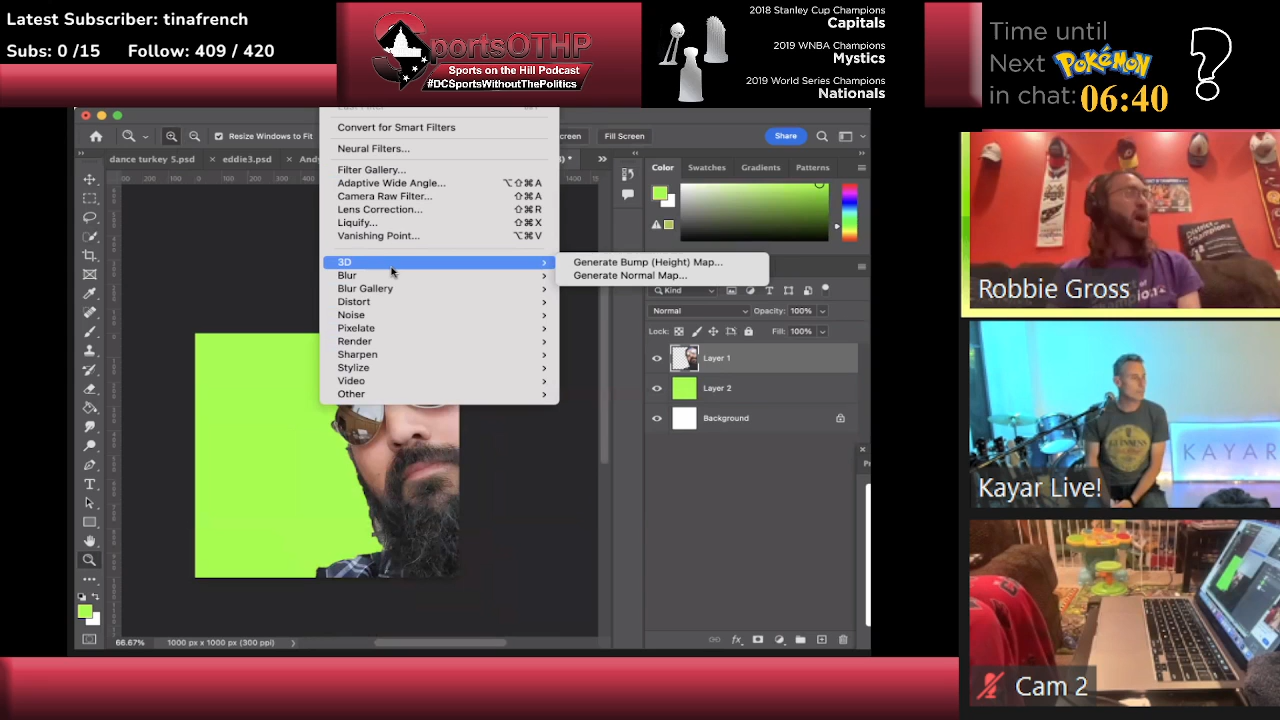 Latest Subscriber: tinafrench
Subs: 0 /15 Follow: 409 / 420
SportsOTHP
Sports on the Hill Podcast
#DCSportsWithoutThePolitics
2018 Stanley Cup Champions
Capitals
2019 WNBA Champions
Mystics
2019 World Series Champions
Nationals
Time until
Next POKéMON
in chat: 06:40
?
Resize Windows to Fit
Fill Screen
Share
dance turkey 5.psd
eddie3.psd
Convert for Smart Filters
Neural Filters...
Filter Gallery...
Adaptive Wide Angle... ⌥⇧⌘A
Camera Raw Filter... ⇧⌘A
Lens Correction... ⇧⌘R
Liquify... ⇧⌘X
Vanishing Point... ⌥⌘V
3D
Blur
Blur Gallery
Distort
Noise
Pixelate
Render
Sharpen
Stylize
Video
Other
Generate Bump (Height) Map...
Generate Normal Map...
Color Swatches Gradients Patterns
Kind
Normal Opacity: 100%
Lock: Fill: 100%
Layer 1
Layer 2
Background
66.67% 1000 px x 1000 px (300 ppi)
Robbie Gross
GUINNESS
KAYAR
Kayar Live!
Cam 2